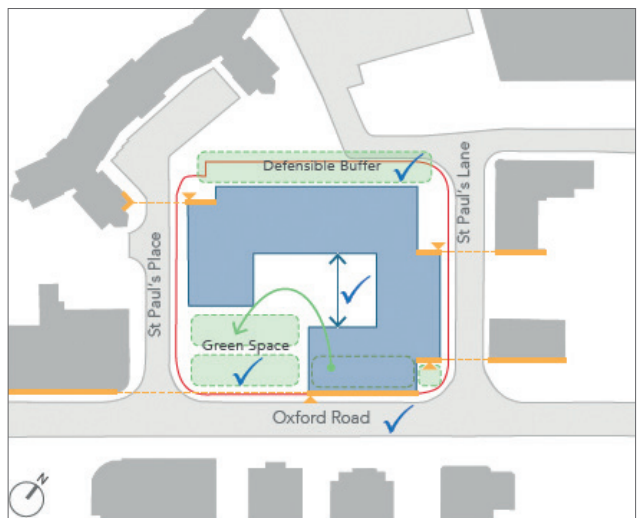 Defensible Buffer
St Paul's Lane
St Paul's Place
Green Space
Oxford Road
N